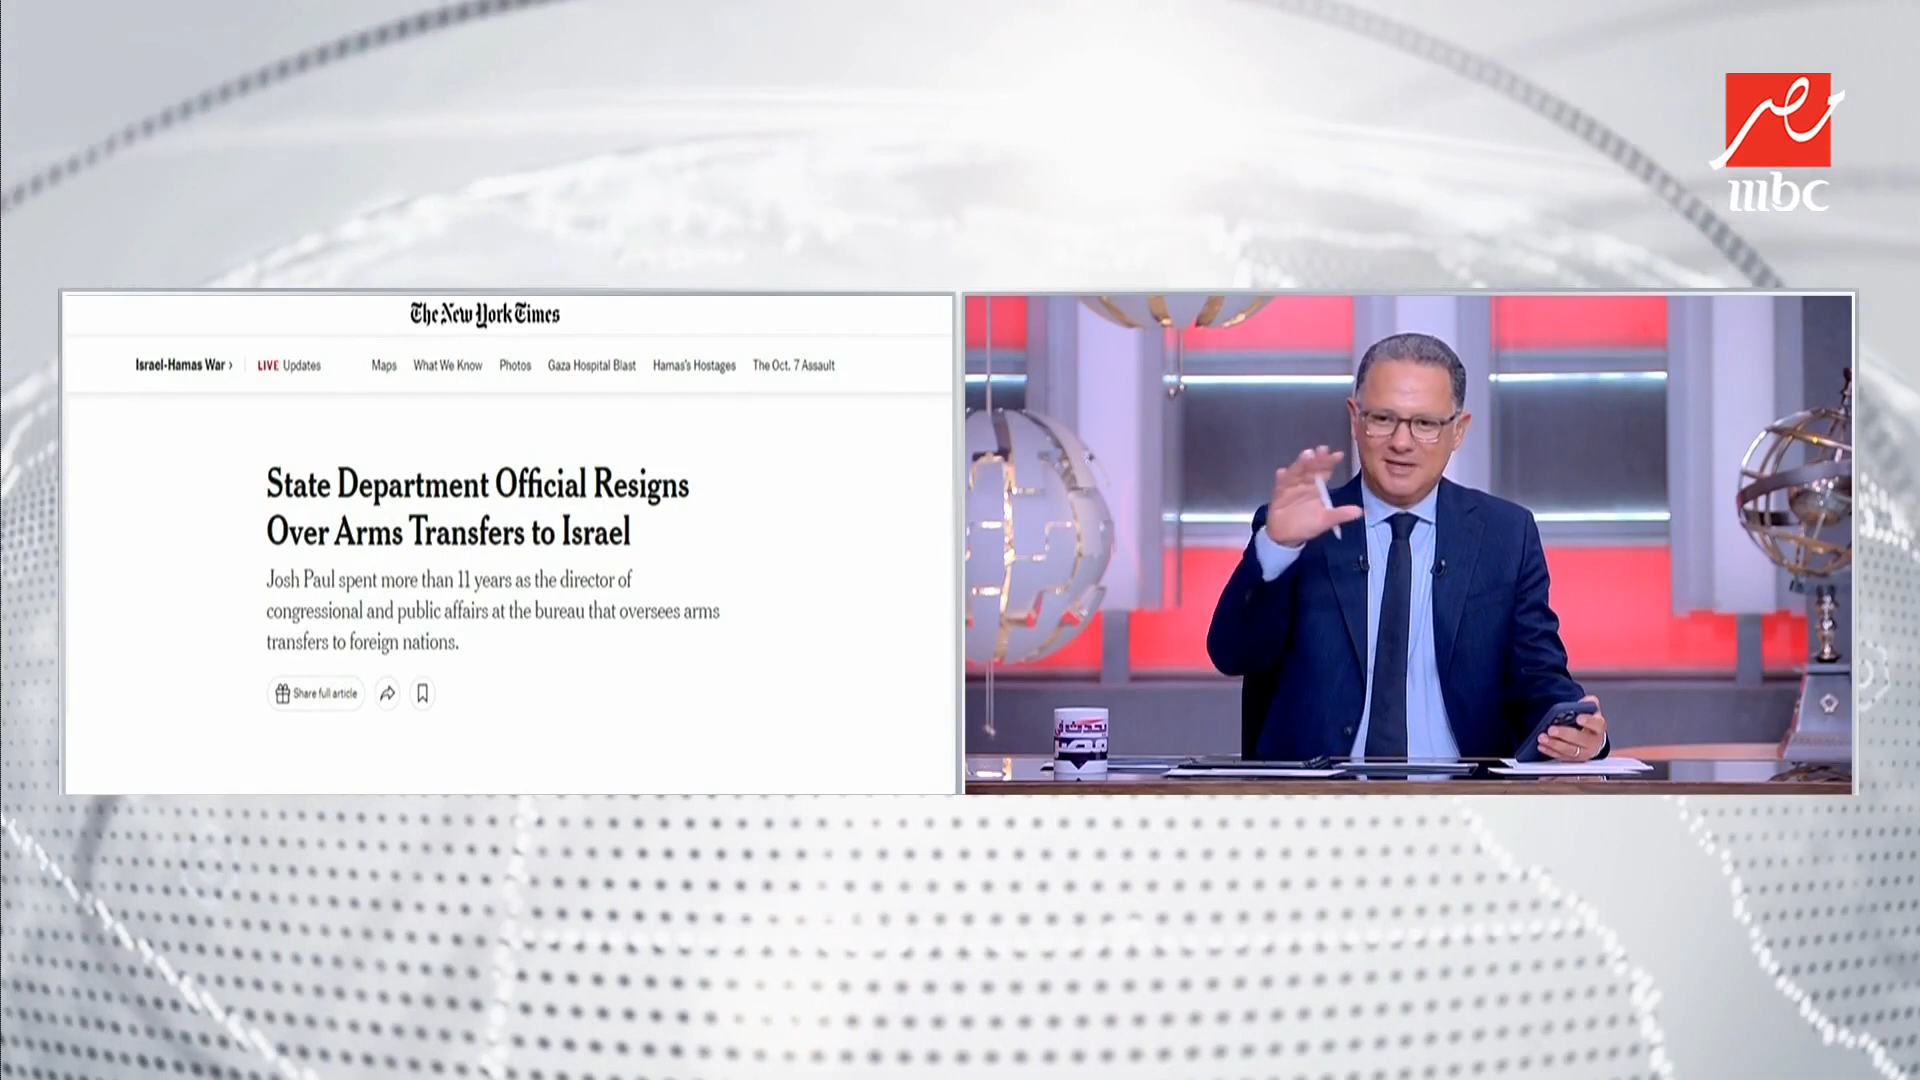 مصر
mbc
The New York Times
Israel-Hamas War › LIVE Updates Maps What We Know Photos Gaza Hospital Blast Hamas's Hostages The Oct. 7 Assault
State Department Official Resigns
Over Arms Transfers to Israel
Josh Paul spent more than 11 years as the director of
congressional and public affairs at the bureau that oversees arms
transfers to foreign nations.
Share full article
يحدث في
مصر